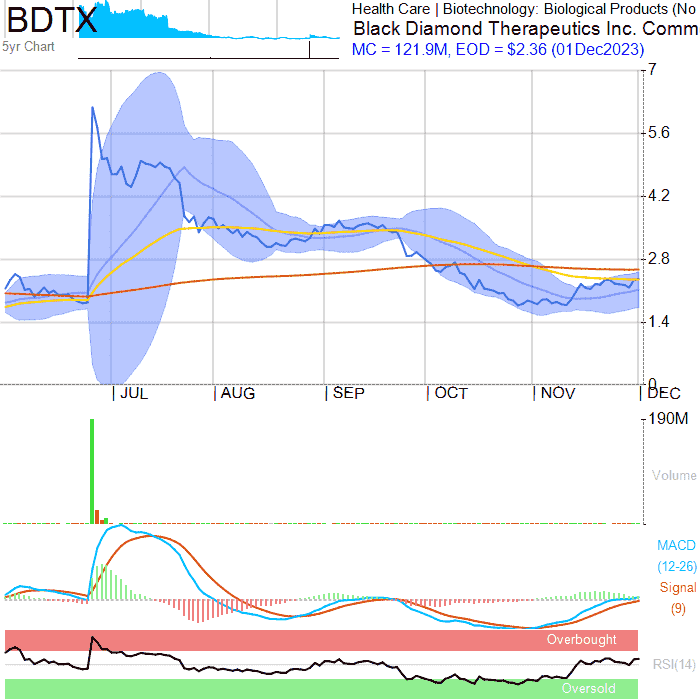 BDTX
5yr Chart
Health Care | Biotechnology: Biological Products (No
Black Diamond Therapeutics Inc. Comm
MC = 121.9M, EOD = $2.36 (01Dec2023)
7
5.6
4.2
2.8
1.4
0
| JUL
| AUG
| SEP
| OCT
| NOV
| DEC
190M
Volume
MACD
(12-26)
Signal
(9)
Overbought
RSI(14)
Oversold